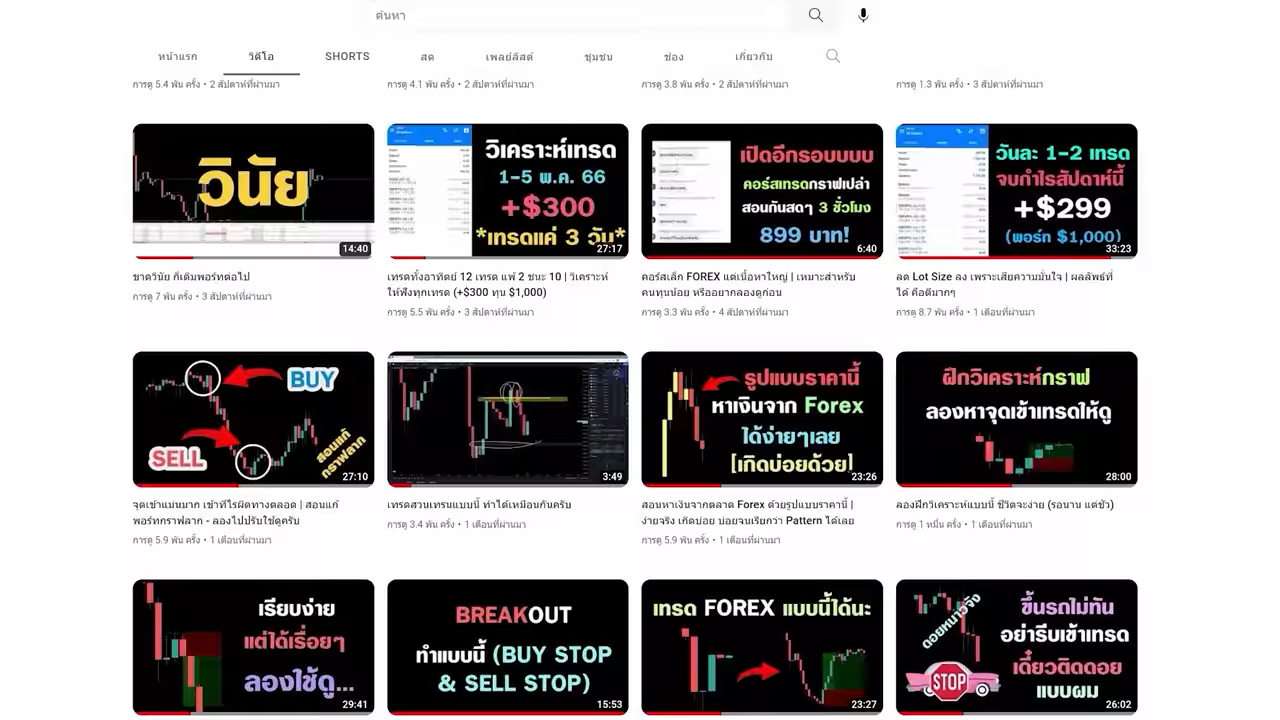 ค้นหา
หน้าแรก วิดีโอ SHORTS สด เพลย์ลิสต์ ชุมชน ช่อง เกี่ยวกับ
การดู 5.4 พัน ครั้ง • 2 สัปดาห์ที่ผ่านมา
การดู 4.1 พัน ครั้ง • 2 สัปดาห์ที่ผ่านมา
การดู 3.8 พัน ครั้ง • 2 สัปดาห์ที่ผ่านมา
การดู 1.3 พัน ครั้ง • 3 สัปดาห์ที่ผ่านมา
วินัย
14:40
ขาดวินัย ก็เติมพอร์ทต่อไป
การดู 7 พัน ครั้ง • 3 สัปดาห์ที่ผ่านมา
วิเคราะห์เทรด
1-5 พ.ค. 66
+$300
*เทรดแค่ 3 วัน*
27:17
เทรดทั้งอาทิตย์ 12 เทรด แพ้ 2 ชนะ 10 | วิเคราะห์
ให้ฟังทุกเทรด (+$300 ทุน $1,000)
การดู 5.5 พัน ครั้ง • 3 สัปดาห์ที่ผ่านมา
เปิดอีกรอบบบบ
คอร์สเทรดกราฟเปล่า
สอนกันสดๆ 3 ชั่วโมง
899 บาท!
6:40
คอร์สเล็ก FOREX แต่เนื้อหาใหญ่ | เหมาะสำหรับ
คนทุนน้อย หรืออยากลองดูก่อน
การดู 3.3 พัน ครั้ง • 4 สัปดาห์ที่ผ่านมา
วันละ 1-2 เทรด
จบกำไรสัปดาห์นี้
+$299
(พอร์ท $1,000)
33:23
ลด Lot Size ลง เพราะเสียความมั่นใจ | ผลลัพธ์ที่
ได้ คือดีมากๆ
การดู 8.7 พัน ครั้ง • 1 เดือนที่ผ่านมา
BUY
SELL
สอนแก้
กราฟลาก
27:10
จุดเข้าแม่นมาก เข้าที่ไรผิดทางตลอด | สอนแก้
พอร์ทกราฟลาก - ลองไปปรับใช้ดูครับ
การดู 5.9 พัน ครั้ง • 1 เดือนที่ผ่านมา
3:49
เทรดสวนเทรนแบบนี้ ทำได้เหมือนกันครับ
การดู 3.4 พัน ครั้ง • 1 เดือนที่ผ่านมา
รูปแบบราคานี้
หาเงินจาก Forex
ได้ง่ายๆเลย
[เกิดบ่อยด้วย]
23:26
สอนหาเงินจากตลาด Forex ด้วยรูปแบบราคานี้ |
ง่ายจริง เกิดบ่อย บ่อยจนเรียกว่า Pattern ได้เลย
การดู 5.9 พัน ครั้ง • 1 เดือนที่ผ่านมา
ฝึกวิเคราะห์กราฟ
ลองหาจุดเข้าเทรดให้ดู
28:00
ลองฝึกวิเคราะห์แบบนี้ ชีวิตจะง่าย (รอนาน แต่ชัว)
การดู 1 หมื่น ครั้ง • 1 เดือนที่ผ่านมา
เรียบง่าย
แต่ได้เรื่อยๆ
ลองใช้ดู...
29:41
BREAKOUT
ทำแบบนี้ (BUY STOP
& SELL STOP)
15:53
เทรด FOREX แบบนี้ได้นะ
23:27
ดอยหนาวจัง
ขึ้นรถไม่ทัน
อย่ารีบเข้าเทรด
เดี๋ยวติดดอย
แบบผม
STOP
26:02